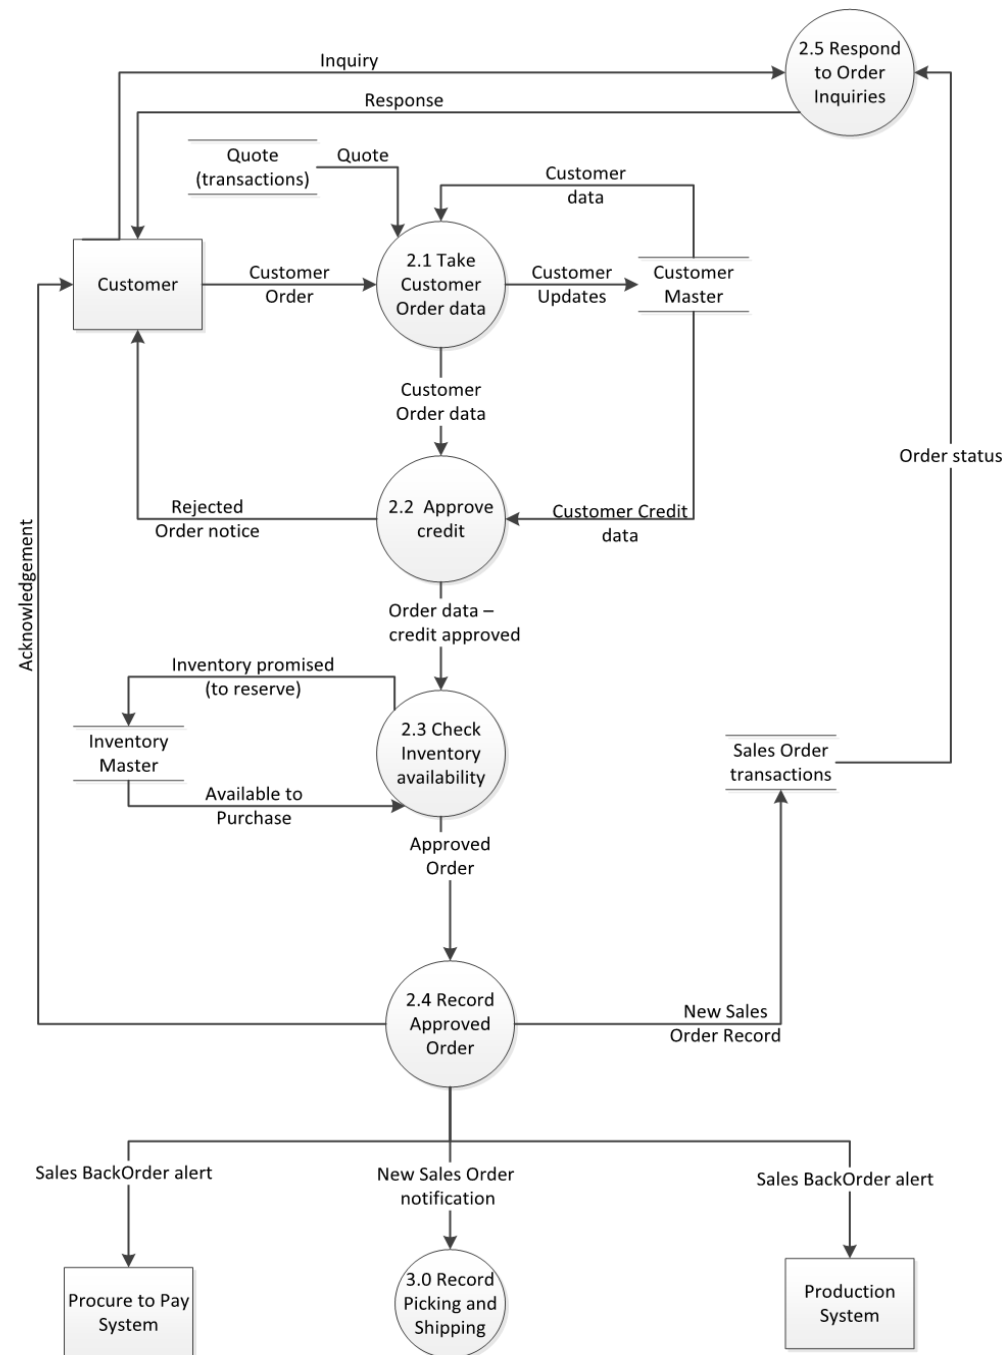 Inquiry
2.5 Respond
to Order
Inquiries
Response
Quote
(transactions)
Quote
Customer
data
Customer
Customer
Order
2.1 Take
Customer
Order data
Customer
Updates
Customer
Master
Customer
Order data
Order status
Rejected
Order notice
2.2  Approve
credit
Customer Credit
data
Acknowledgement
Order data –
credit approved
Inventory promised
(to reserve)
Inventory
Master
2.3 Check
Inventory
availability
Sales Order
transactions
Available to
Purchase
Approved
Order
2.4 Record
Approved
Order
New Sales
Order Record
Sales BackOrder alert
New Sales Order
notification
Sales BackOrder alert
Procure to Pay
System
3.0 Record
Picking and
Shipping
Production
System